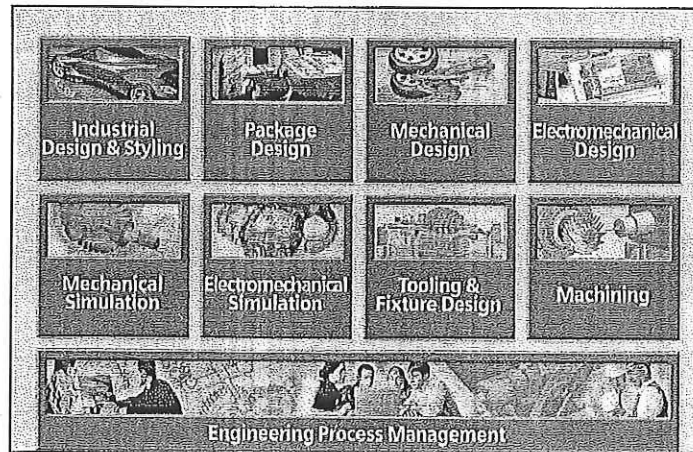 Industrial
Design & Styling
Package
Design
Mechanical
Design
Electromechanical
Design
Mechanical
Simulation
Electromechanical
Simulation
Tooling &
Fixture Design
Machining
Engineering Process Management